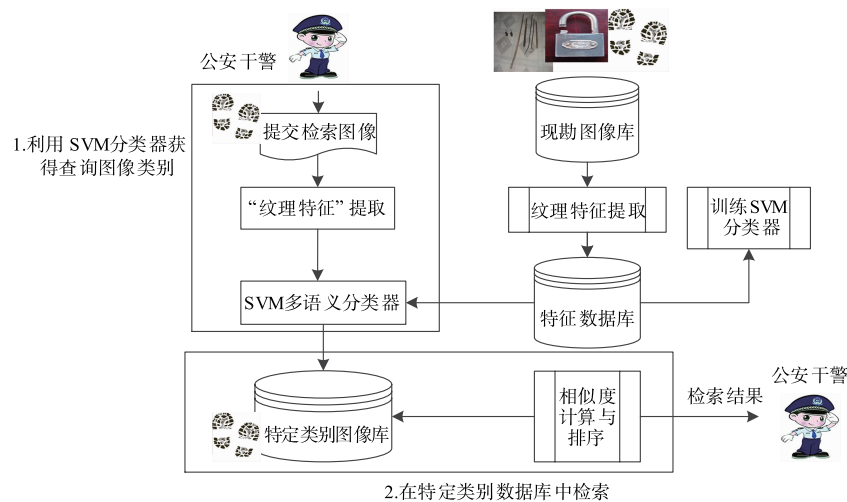 公安干警
1.利用 SVM分类器获
得查询图像类别
提交检索图像
“纹理特征”提取
SVM多语义分类器
现勘图像库
纹理特征提取
特征数据库
训练SVM
分类器
特定类别图像库
相似度
计算与
排序
检索结果
公安干警
2.在特定类别数据库中检索